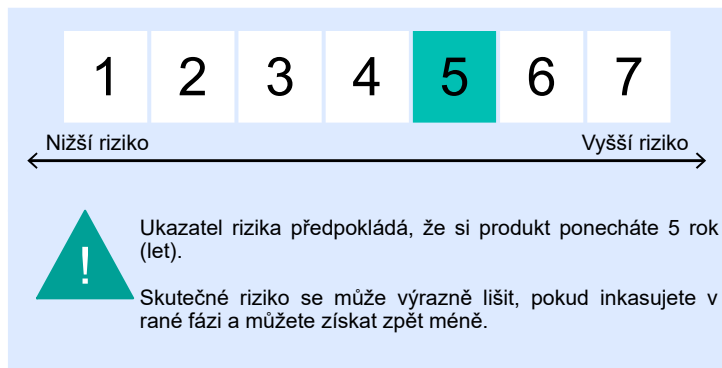 1 2 3 4 5 6 7
Nižší riziko Vyšší riziko
!
Ukazatel rizika předpokládá, že si produkt ponecháte 5 rok
(let).
Skutečné riziko se může výrazně lišit, pokud inkasujete v
rané fázi a můžete získat zpět méně.